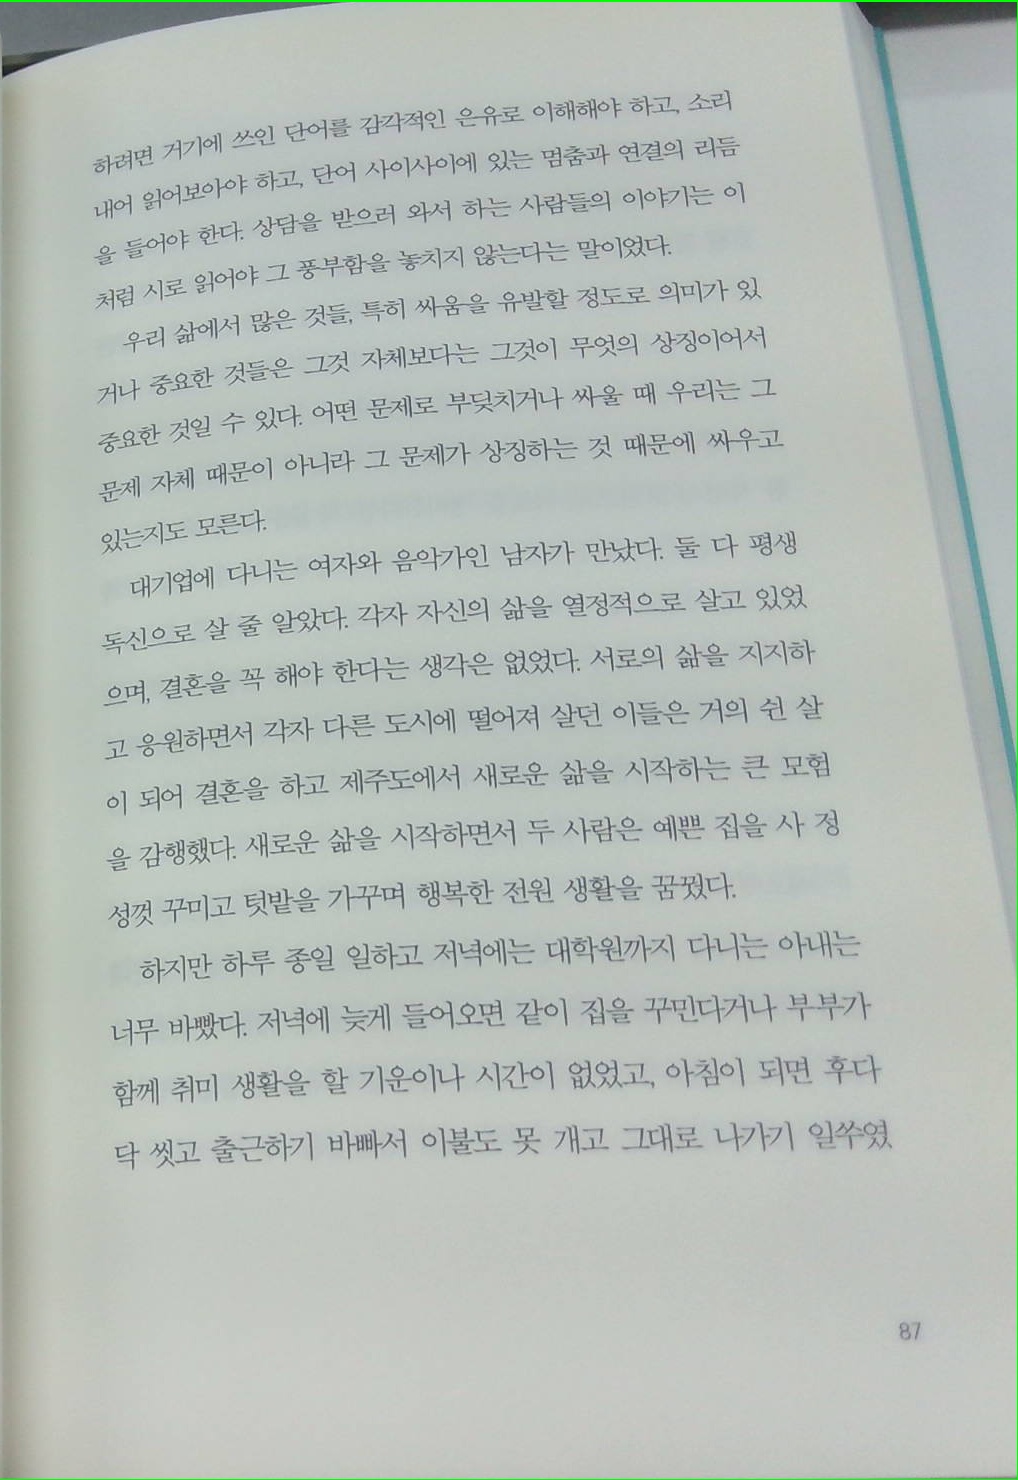 하려면 거기에 쓰인 단어를 감각적인 은유로 이해해야 하고, 소리
내어 읽어보아야 하고, 단어 사이사이에 있는 멈춤과 연결의 리듬
을 들어야 한다. 상담을 받으러 와서 하는 사람들의 이야기는 이
처럼 시로 읽어야 그 풍부함을 놓치지 않는다는 말이었다.
우리 삶에서 많은 것들, 특히 싸움을 유발할 정도로 의미가 있
거나 중요한 것들은 그것 자체보다는 그것이 무엇의 상징이어서
중요한 것일 수 있다. 어떤 문제로 부딪치거나 싸울 때 우리는 그
문제 자체 때문이 아니라 그 문제가 상징하는 것 때문에 싸우고
있는지도 모른다.
대기업에 다니는 여자와 음악가인 남자가 만났다. 둘 다 평생
독신으로 살 줄 알았다. 각자 자신의 삶을 열정적으로 살고 있었
으며, 결혼을 꼭 해야 한다는 생각은 없었다. 서로의 삶을 지지하
고 응원하면서 각자 다른 도시에 떨어져 살던 이들은 거의 쉰 살
이 되어 결혼을 하고 제주도에서 새로운 삶을 시작하는 큰 모험
을 감행했다. 새로운 삶을 시작하면서 두 사람은 예쁜 집을 사 정
성껏 꾸미고 텃밭을 가꾸며 행복한 전원 생활을 꿈꿨다.
하지만 하루 종일 일하고 저녁에는 대학원까지 다니는 아내는
너무 바빴다. 저녁에 늦게 들어오면 같이 집을 꾸민다거나 부부가
함께 취미 생활을 할 기운이나 시간이 없었고, 아침이 되면 후다
닥 씻고 출근하기 바빠서 이불도 못 개고 그대로 나가기 일쑤였
87